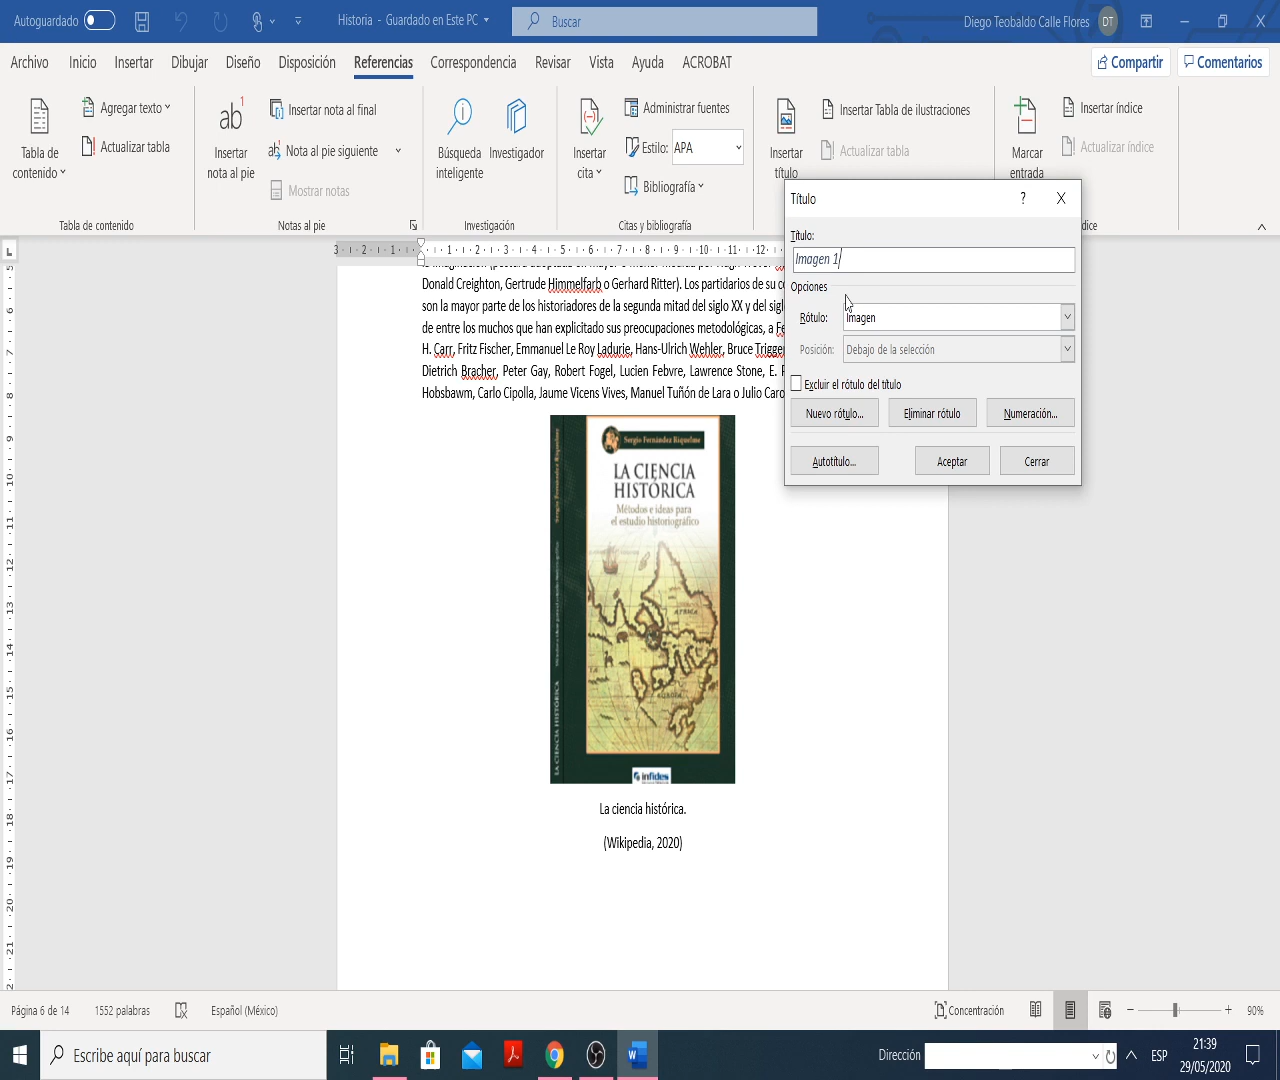 Autoguardado
Historia - Guardado en Este PC
Buscar
Diego Teobaldo Calle Flores
DT
Archivo Inicio Insertar Dibujar Diseño Disposición Referencias Correspondencia Revisar Vista Ayuda ACROBAT
Compartir Comentarios
Tabla de contenido
Agregar texto
Actualizar tabla
Tabla de contenido
ab1
Insertar nota al pie
Insertar nota al final
Nota al pie siguiente
Mostrar notas
Notas al pie
Búsqueda inteligente
Investigador
Investigación
Insertar cita
Administrar fuentes
Estilo: APA
Bibliografía
Citas y bibliografía
Insertar título
Insertar Tabla de ilustraciones
Actualizar tabla
Marcar entrada
Insertar índice
Actualizar índice
dice
Título
?
X
Título:
Imagen 1
Opciones
Rótulo: Imagen
Posición: Debajo de la selección
Excluir el rótulo del título
Nuevo rótulo... Eliminar rótulo Numeración...
Autotítulo... Aceptar Cerrar
Donald Creighton, Gertrude Himmelfarb o Gerhard Ritter). Los partidarios de su
son la mayor parte de los historiadores de la segunda mitad del siglo XX y del
de entre los muchos que han explicitado sus preocupaciones metodológicas, a
H. Carr, Fritz Fischer, Emmanuel Le Roy Ladurie, Hans-Ulrich Wehler, Bruce Trigger
Dietrich Bracher, Peter Gay, Robert Fogel, Lucien Febvre, Lawrence Stone, E.
Hobsbawm, Carlo Cipolla, Jaume Vicens Vives, Manuel Tuñón de Lara o Julio Caro
Sergio Fernández Riquelme
LA CIENCIA
HISTÓRICA
Métodos e ideas para
el estudio historiográfico
AFRICA
EUROPA
LA CIENCIA HISTÓRICA
Sergio Fernández Riquelme
infides
La ciencia histórica.
(Wikipedia, 2020)
Página 6 de 14
1552 palabras
Español (México)
Concentración
90%
Escribe aquí para buscar
Dirección
ESP
21:39
29/05/2020